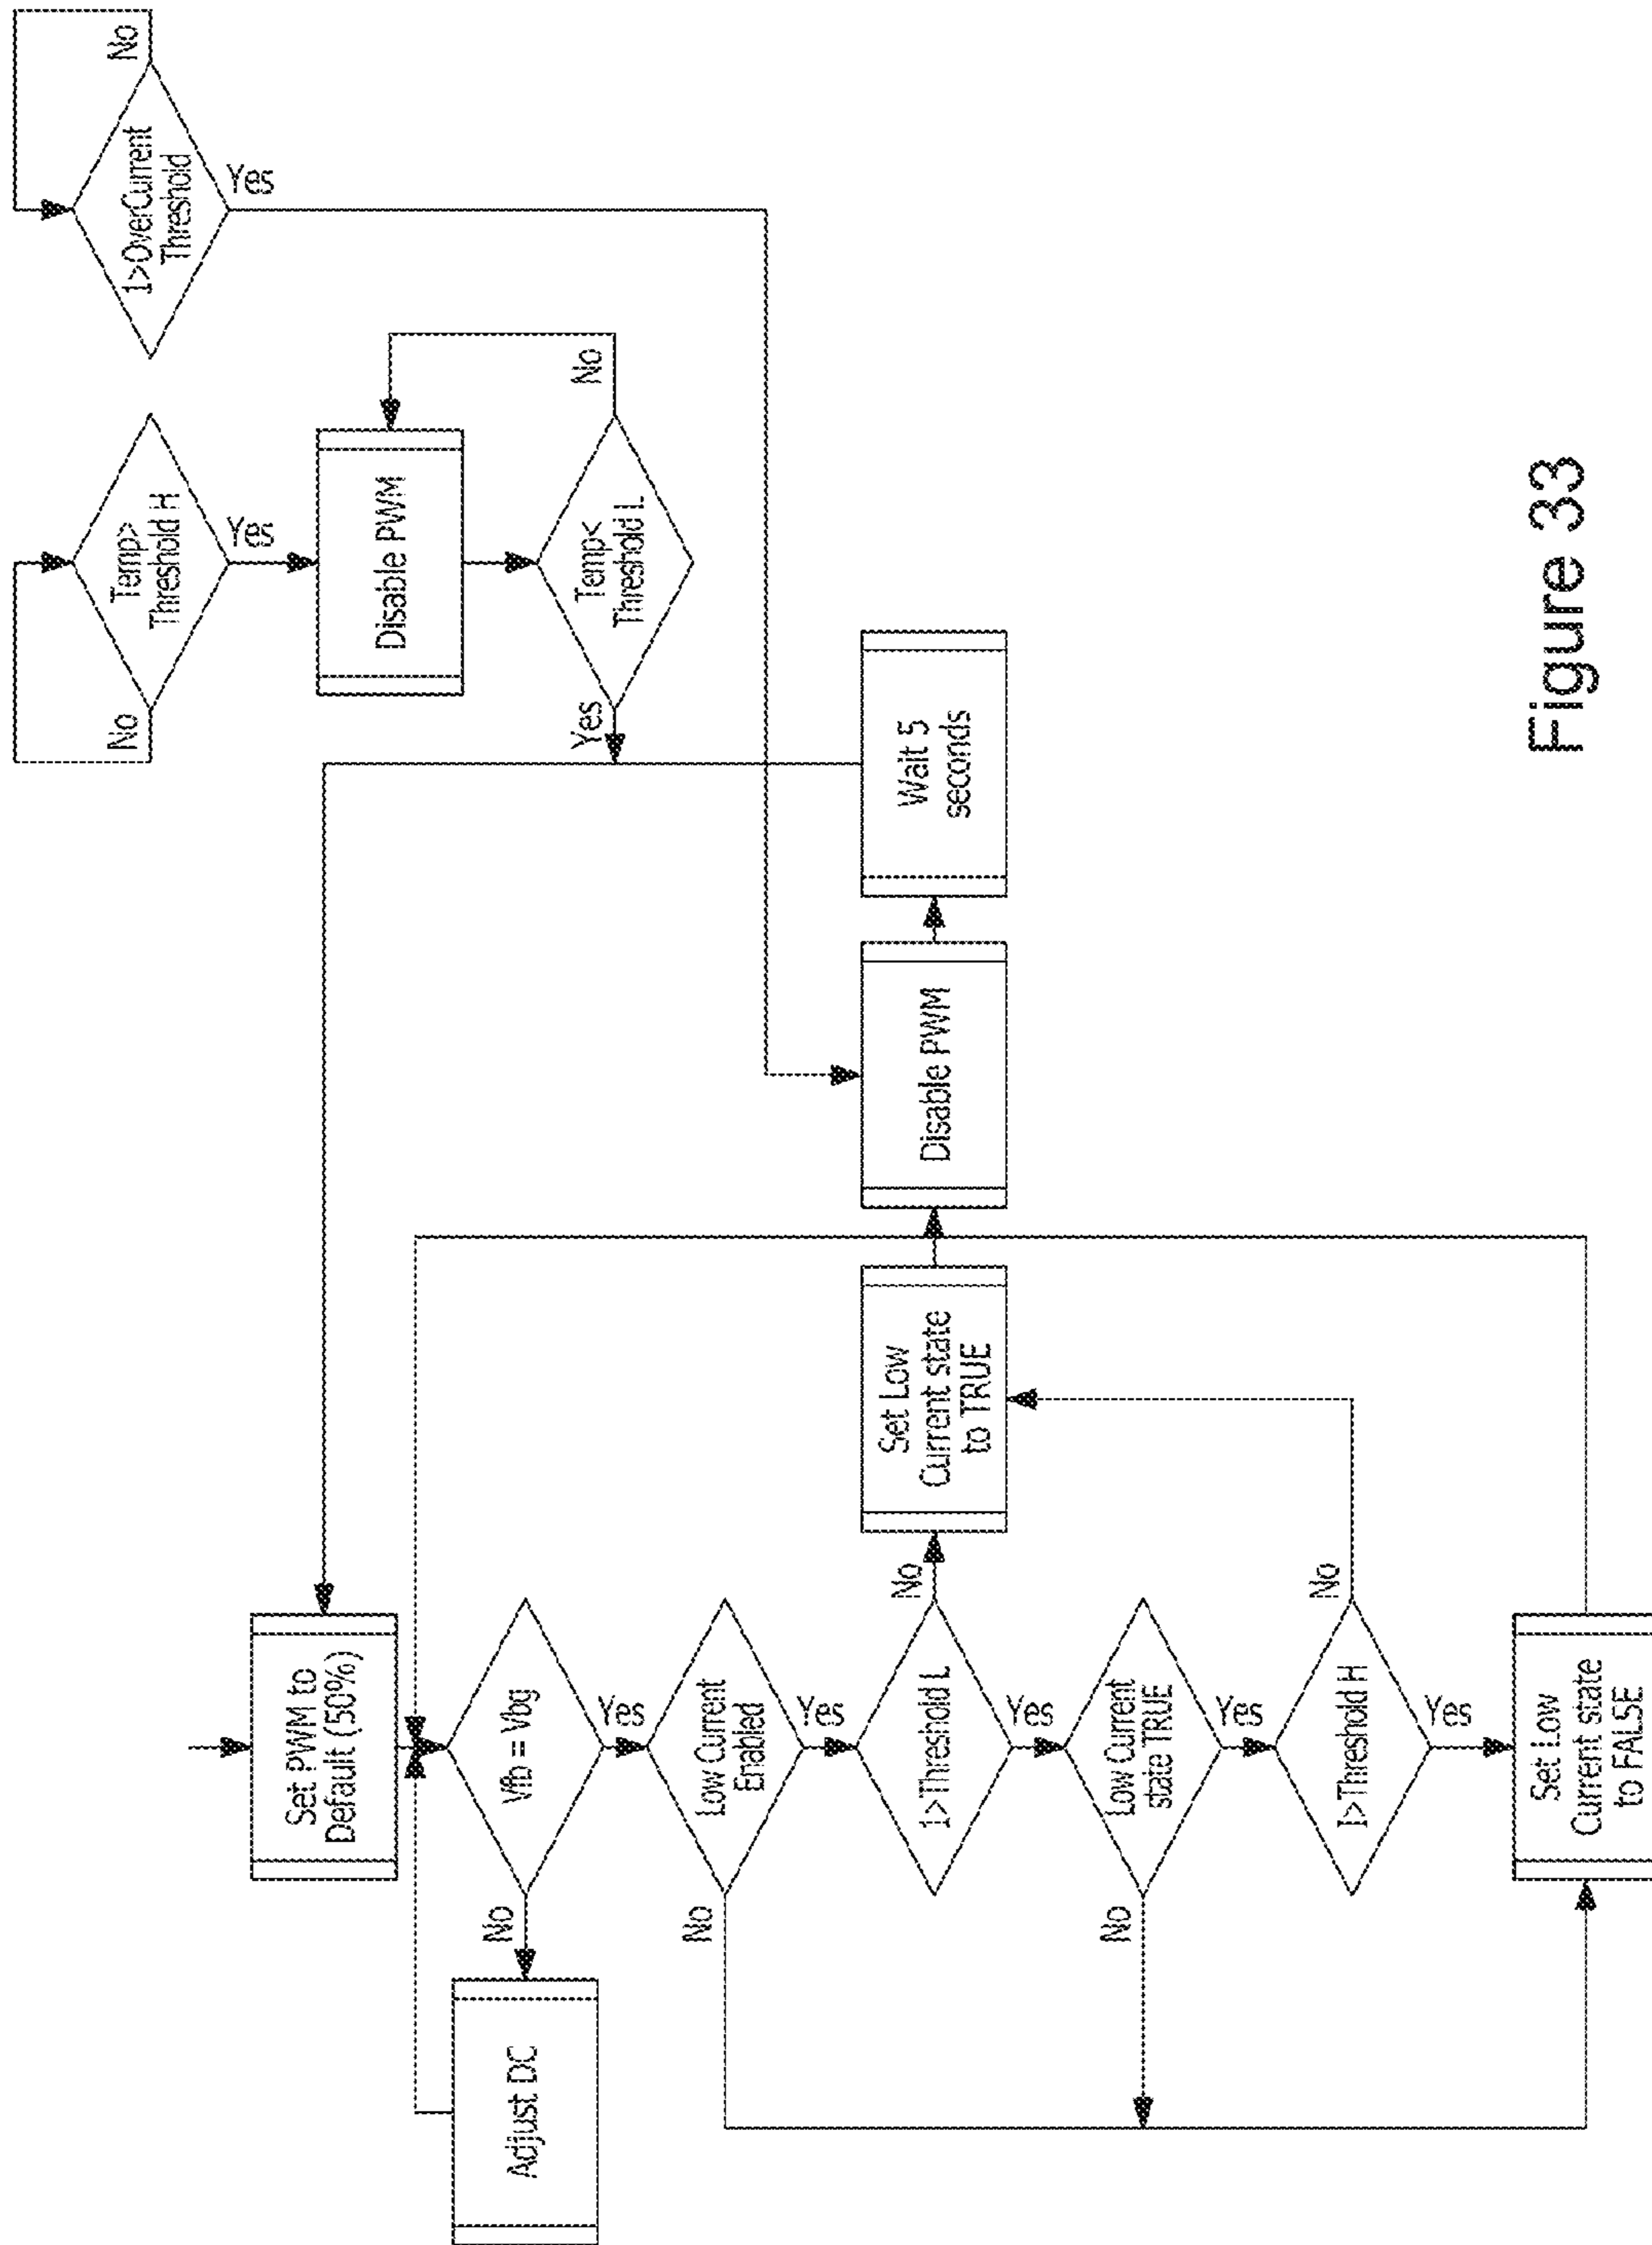 Set PWM to
Default (50%)
Vfb = Vbg
No
Yes
Adjust DC
Low Current
Enabled
No
Yes
1>Threshold L
No
Yes
Set Low
Current state
to TRUE
Low Current
state TRUE
No
Yes
I>Threshold H
No
Yes
Set Low
Current state
to FALSE
Disable PWM
Wait 5
seconds
Temp>
Threshold H
No
Yes
Disable PWM
Temp<
Threshold L
Yes
No
1>OverCurrent
Threshold
No
Yes
Figure 33